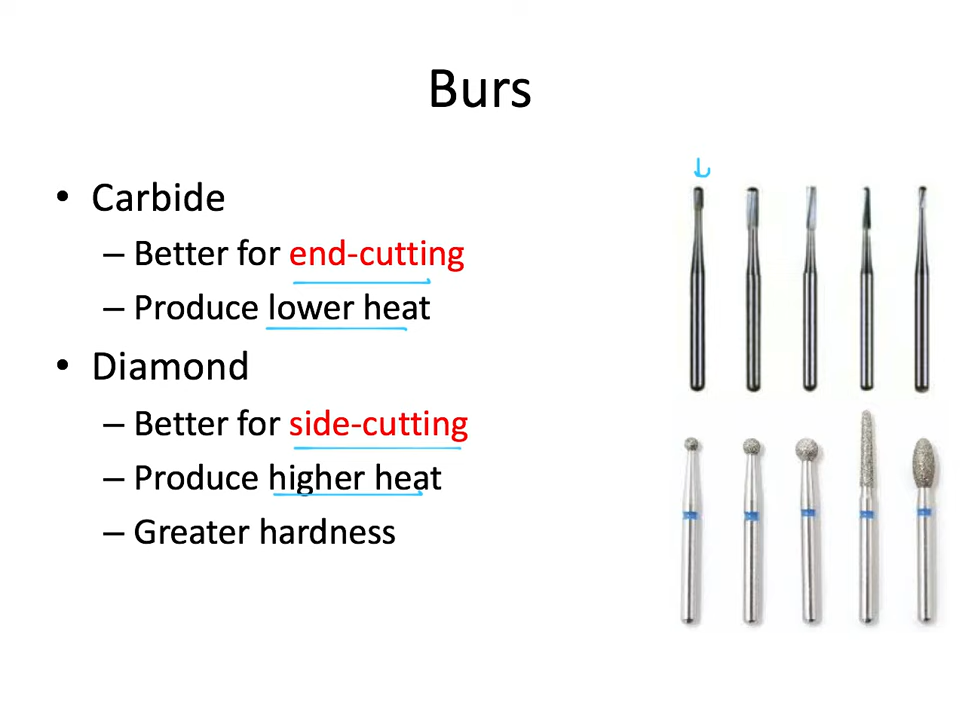 Burs
• Carbide
– Better for end-cutting
– Produce lower heat
• Diamond
– Better for side-cutting
– Produce higher heat
– Greater hardness